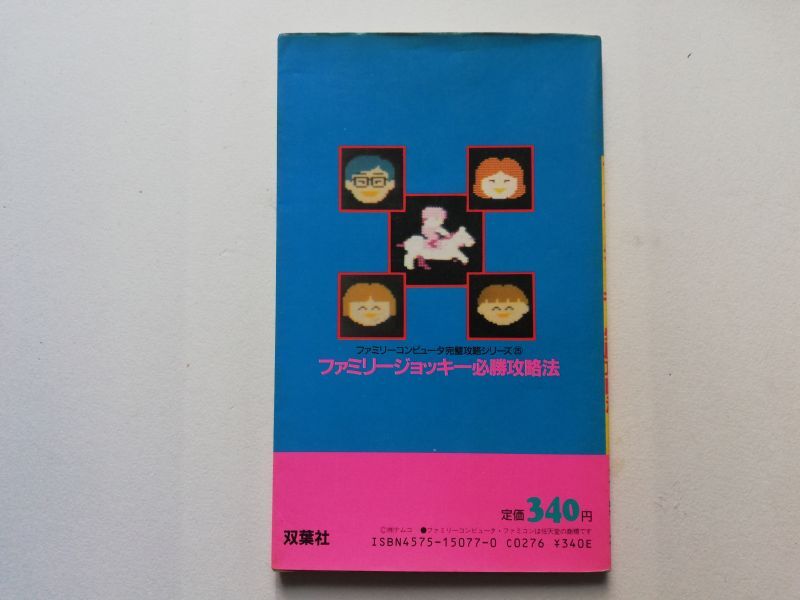 ファミリーコンピュータ完璧攻略シリーズ㉕
ファミリージョッキー必勝攻略法
定価340円
©㈱ナムコ ●ファミリーコンピュータ・ファミコンは任天堂の商標です
双葉社
ISBN4575-15077-0 C0276 ¥340E